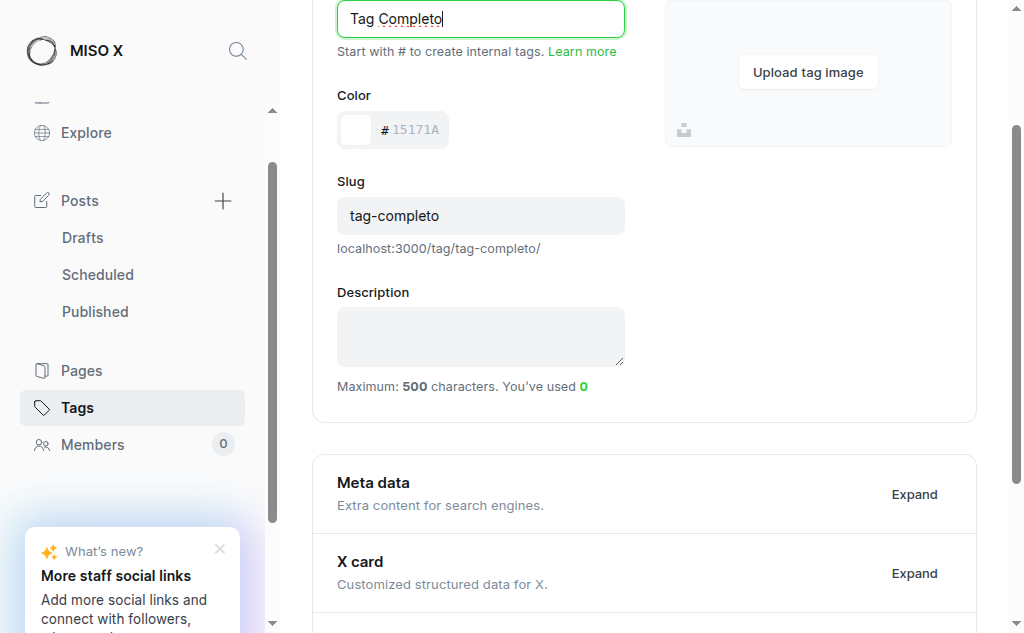 MISO X
Explore
Posts
Drafts
Scheduled
Published
Pages
Tags
Members
0
What's new?
More staff social links
Add more social links and
connect with followers,
Tag Completo
Start with # to create internal tags. Learn more
Color
# 15171A
Slug
tag-completo
localhost:3000/tag/tag-completo/
Description
Maximum: 500 characters. You've used 0
Upload tag image
Meta data
Extra content for search engines.
Expand
X card
Customized structured data for X.
Expand